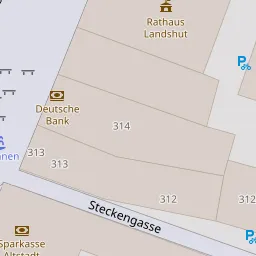 Rathaus
Landshut
Deutsche
Bank
314
313
313
312
312
Steckengasse
Sparkasse
Altstadt